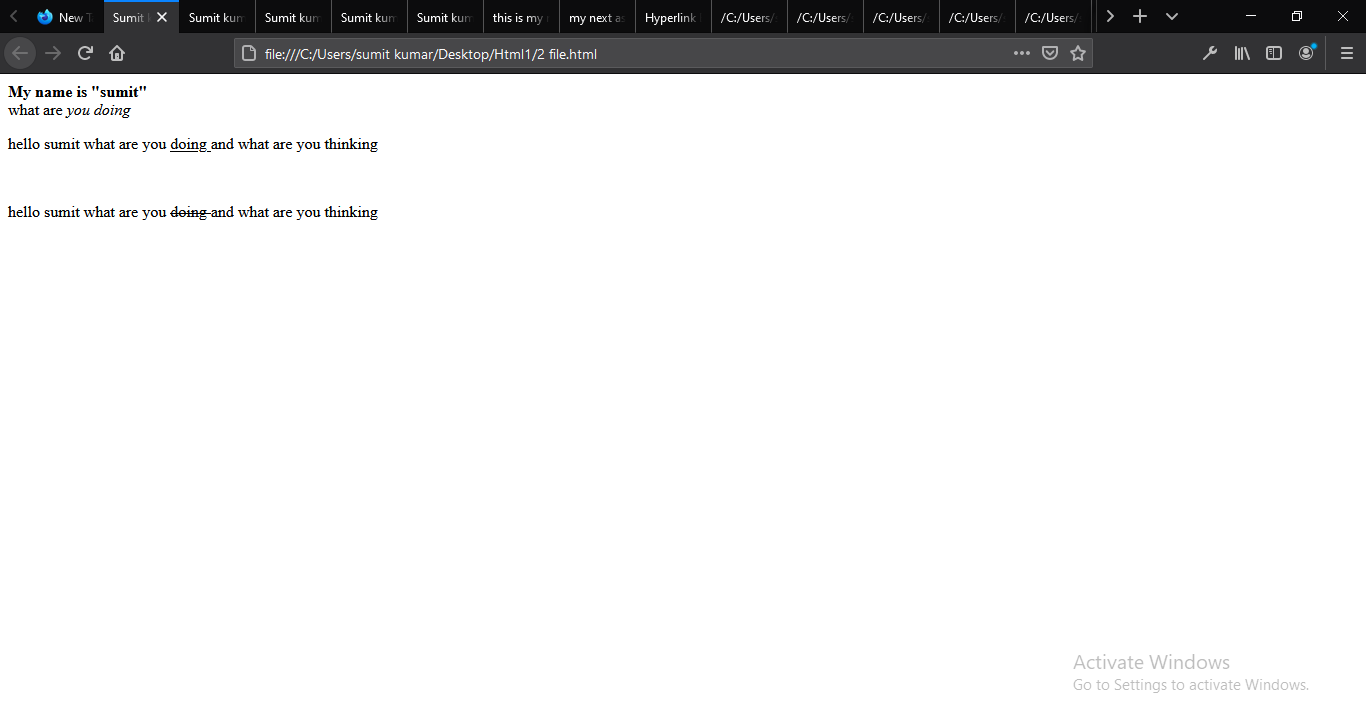 New T
Sumit
Sumit kum
Sumit kum
Sumit kum
Sumit kum
this is my
my next as
Hyperlink
/C:/Users/
/C:/Users/
/C:/Users/
/C:/Users/
/C:/Users/
file:///C:/Users/sumit kumar/Desktop/Html1/2 file.html
My name is "sumit"
what are you doing
hello sumit what are you doing and what are you thinking
hello sumit what are you doing and what are you thinking
Activate Windows
Go to Settings to activate Windows.